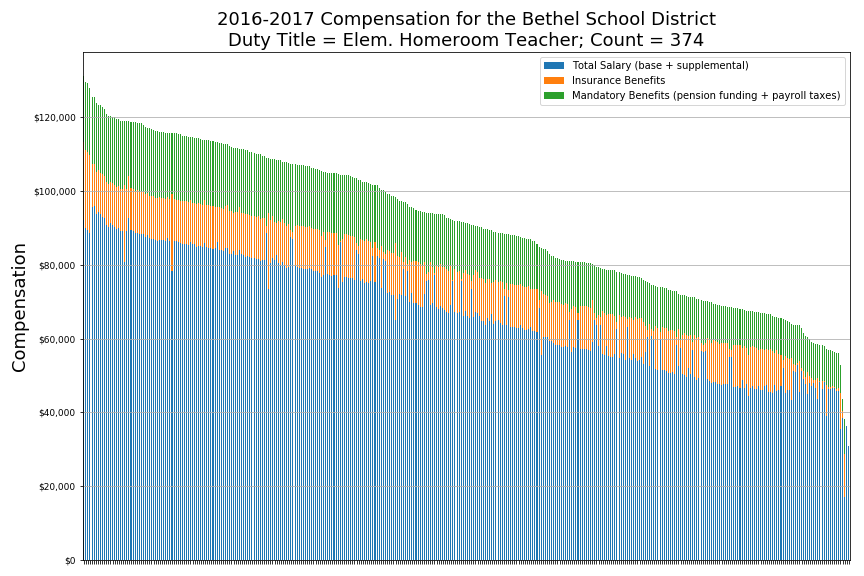 2016-2017 Compensation for the Bethel School District
Duty Title = Elem. Homeroom Teacher; Count = 374
Total Salary (base + supplemental)
Insurance Benefits
Mandatory Benefits (pension funding + payroll taxes)
Compensation
$120,000
$100,000
$80,000
$60,000
$40,000
$20,000
$0